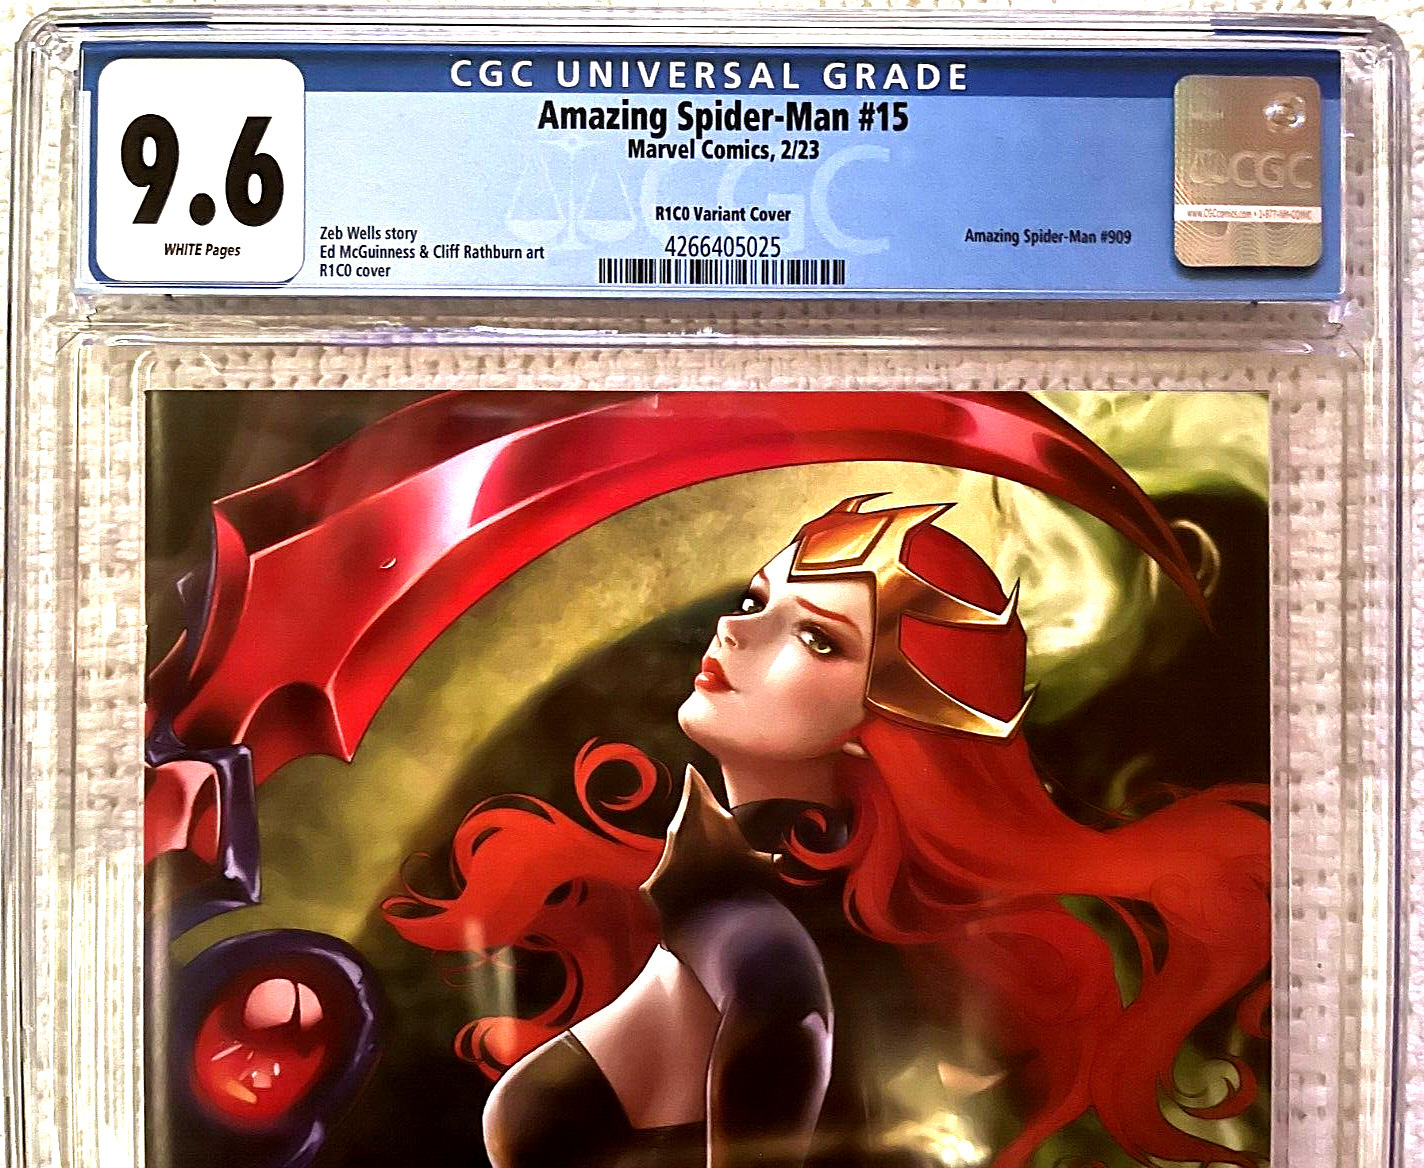 CGC UNIVERSAL GRADE
9.6
WHITE Pages
Amazing Spider-Man #15
Marvel Comics, 2/23
R1C0 Variant Cover
4266405025
Zeb Wells story
Ed McGuinness & Cliff Rathburn art
R1C0 cover
Amazing Spider-Man #909
CGC
CGC